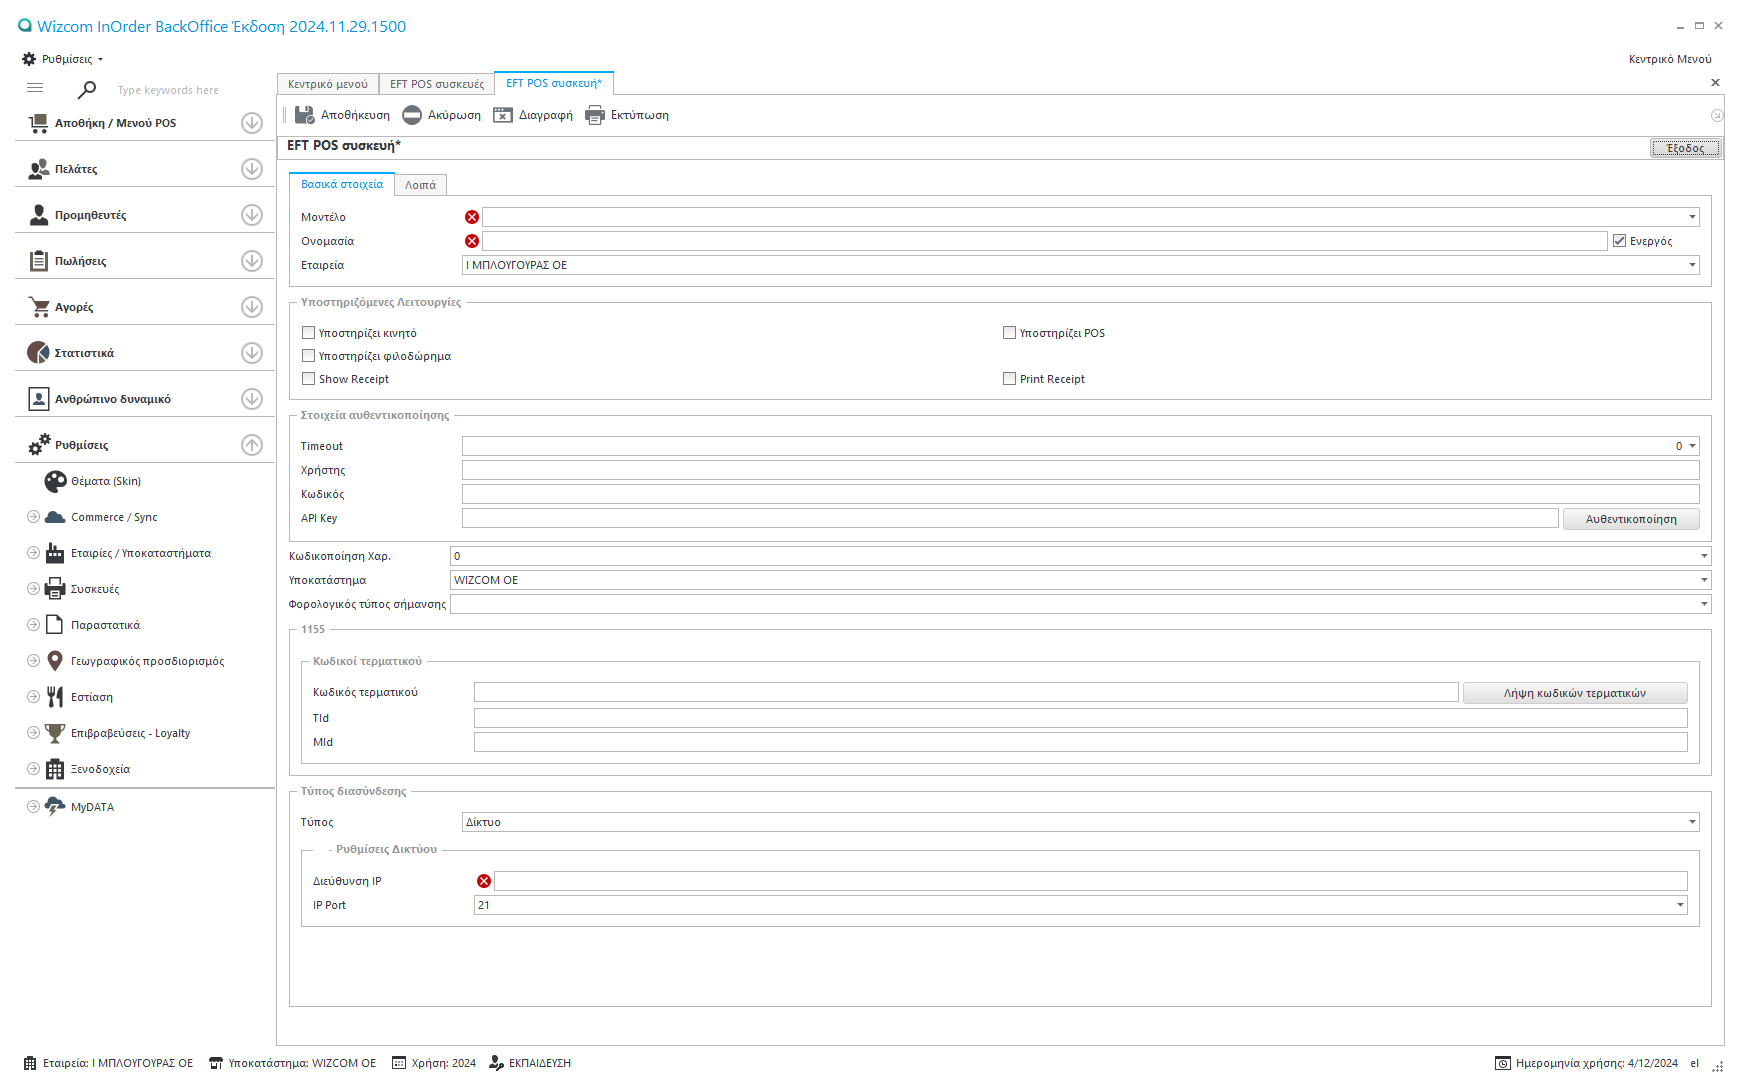 Wizcom InOrder BackOffice Έκδοση 2024.11.29.1500
Ρυθμίσεις
Κεντρικό Μενού
Type keywords here
Αποθήκη / Μενού POS
Πελάτες
Προμηθευτές
Πωλήσεις
Αγορές
Στατιστικά
Ανθρώπινο δυναμικό
Ρυθμίσεις
Θέματα (Skin)
Commerce / Sync
Εταιρίες / Υποκαταστήματα
Συσκευές
Παραστατικά
Γεωγραφικός προσδιορισμός
Εστίαση
Επιβραβεύσεις - Loyalty
Ξενοδοχεία
MyDATA
Κεντρικό μενού
EFT POS συσκευές
EFT POS συσκευή*
Αποθήκευση
Ακύρωση
Διαγραφή
Εκτύπωση
EFT POS συσκευή*
Έξοδος
Βασικά στοιχεία
Λοιπά
Μοντέλο
Ονομασία
Ενεργός
Εταιρεία
Ι ΜΠΛΟΥΓΟΥΡΑΣ ΟΕ
Υποστηριζόμενες Λειτουργίες
Υποστηρίζει κινητό
Υποστηρίζει POS
Υποστηρίζει φιλοδώρημα
Show Receipt
Print Receipt
Στοιχεία αυθεντικοποίησης
Timeout
0
Χρήστης
Κωδικός
API Key
Αυθεντικοποίηση
Κωδικοποίηση Χαρ.
0
Υποκατάστημα
WIZCOM OE
Φορολογικός τύπος σήμανσης
1155
Κωδικοί τερματικού
Κωδικός τερματικού
Λήψη κωδικών τερματικών
TId
MId
Τύπος διασύνδεσης
Τύπος
Δίκτυο
- Ρυθμίσεις Δικτύου
Διεύθυνση IP
IP Port
21
Εταιρεία: Ι ΜΠΛΟΥΓΟΥΡΑΣ ΟΕ
Υποκατάστημα: WIZCOM OE
Χρήση: 2024
ΕΚΠΑΙΔΕΥΣΗ
Ημερομηνία χρήσης: 4/12/2024
el